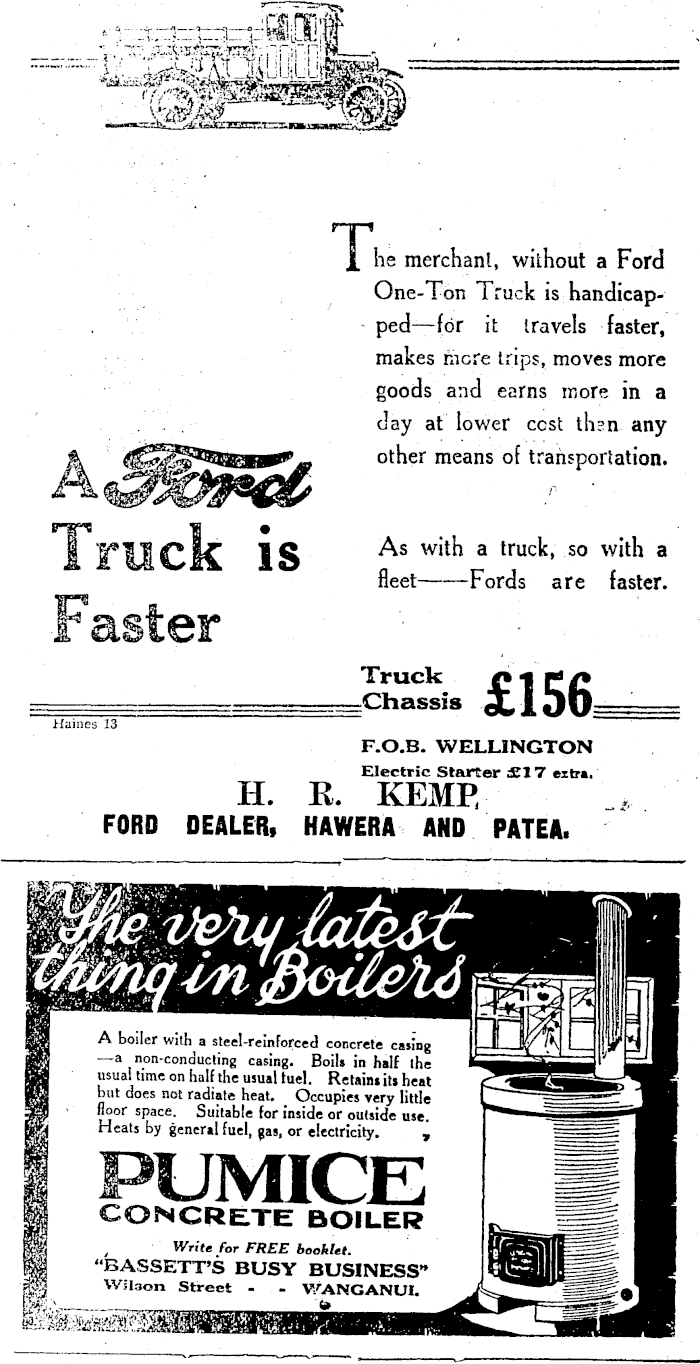 The merchant, without a Ford
One-Ton Truck is handicap-
ped—for it travels faster,
makes more trips, moves more
goods and earns more in a
day at lower cost than any
other means of transportation.
As with a truck, so with a
fleet——Fords are faster.
A Ford
Truck is
Faster
Truck
Chassis £156
Haines 13
F.O.B. WELLINGTON
Electric Starter £17 extra.
H. R. KEMP,
FORD DEALER, HAWERA AND PATEA.
The very latest
thing in Boilers
A boiler with a steel-reinforced concrete casing
—a non-conducting casing. Boils in half the
usual time on half the usual fuel. Retains its heat
but does not radiate heat. Occupies very little
floor space. Suitable for inside or outside use.
Heats by general fuel, gas, or electricity.
PUMICE
CONCRETE BOILER
Write for FREE booklet.
"BASSETT'S BUSY BUSINESS"
Wilson Street - - WANGANUI.